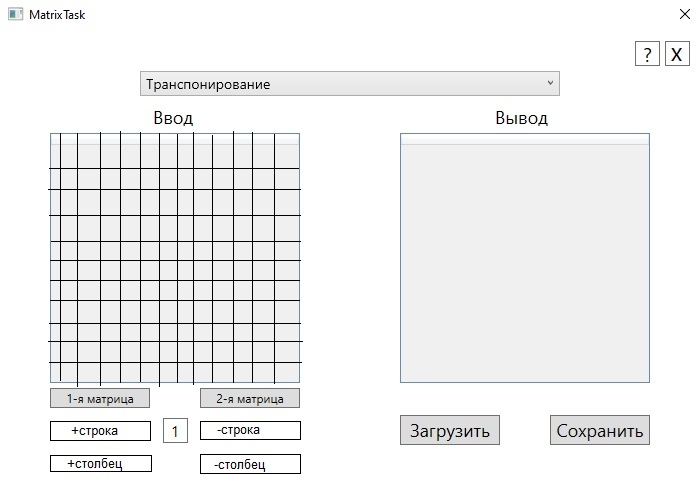 MatrixTask
? X
Транспонирование
Ввод
Вывод
1-я матрица
2-я матрица
+строка
1
-строка
Загрузить
Сохранить
+столбец
-столбец